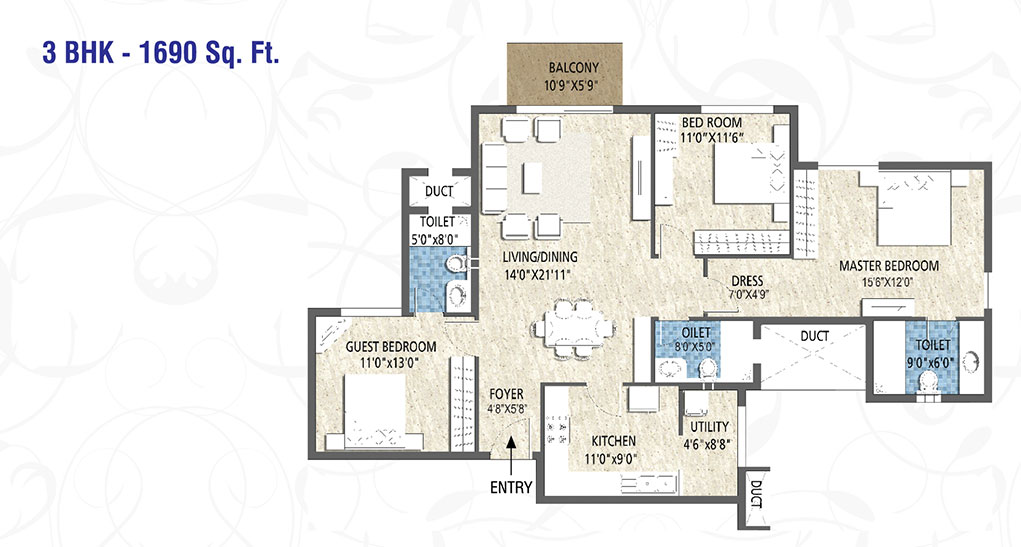 3 BHK - 1690 Sq. Ft.
BALCONY
10'9"X5'9"
BED ROOM
11'0"X11'6"
DUCT
TOILET
5'0"x8'0"
LIVING/DINING
14'0"X21'11"
MASTER BEDROOM
15'6"X12'0"
DRESS
7'0"X4'9"
GUEST BEDROOM
11'0"x13'0"
OILET
8'0"X5'0"
DUCT
TOILET
9'0"x6'0"
FOYER
4'8"X5'8"
KITCHEN
11'0"x9'0"
UTILITY
4'6"x8'8"
ENTRY
DUCT